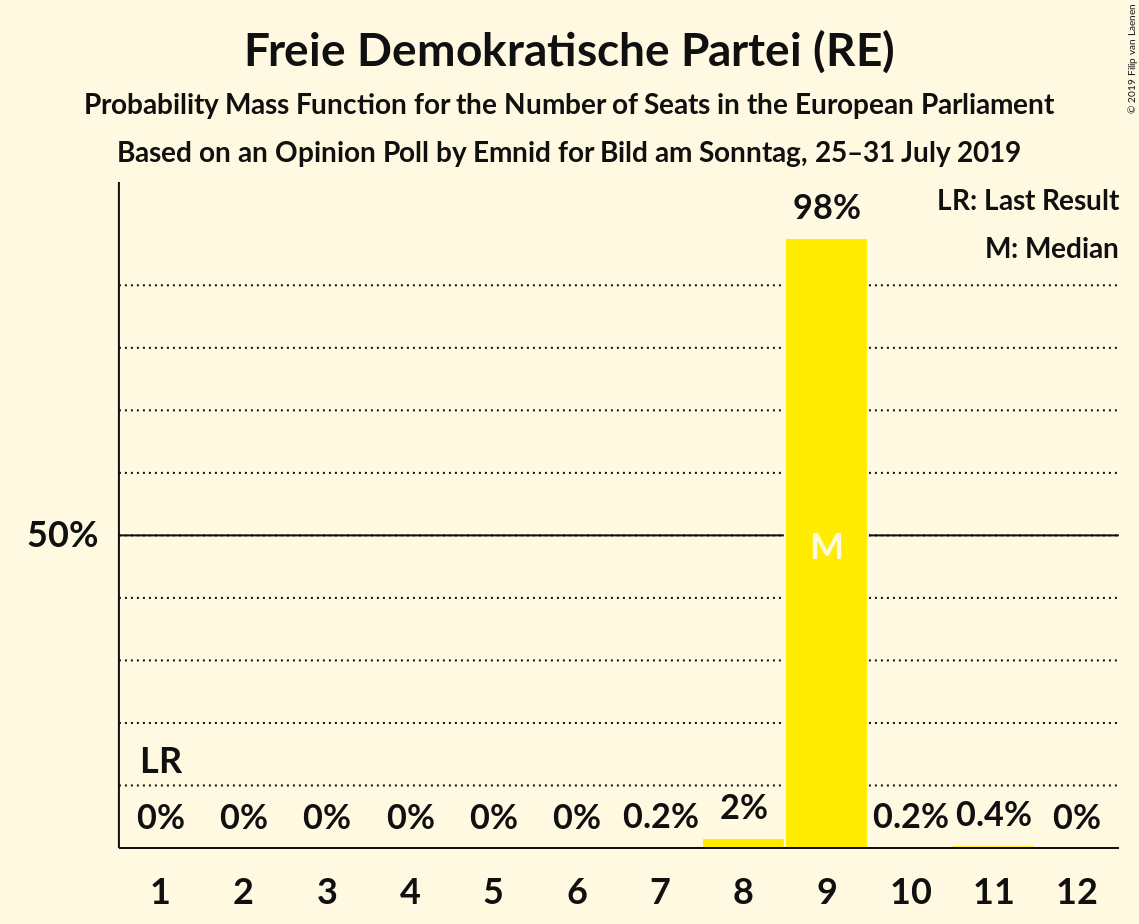 Freie Demokratische Partei (RE)
Probability Mass Function for the Number of Seats in the European Parliament
Based on an Opinion Poll by Emnid for Bild am Sonntag, 25–31 July 2019
© 2019 Filip van Laenen
LR: Last Result
M: Median
98%
50%
M
LR
0% 0% 0% 0% 0% 0% 0.2% 2% 0.2% 0.4% 0%
1 2 3 4 5 6 7 8 9 10 11 12